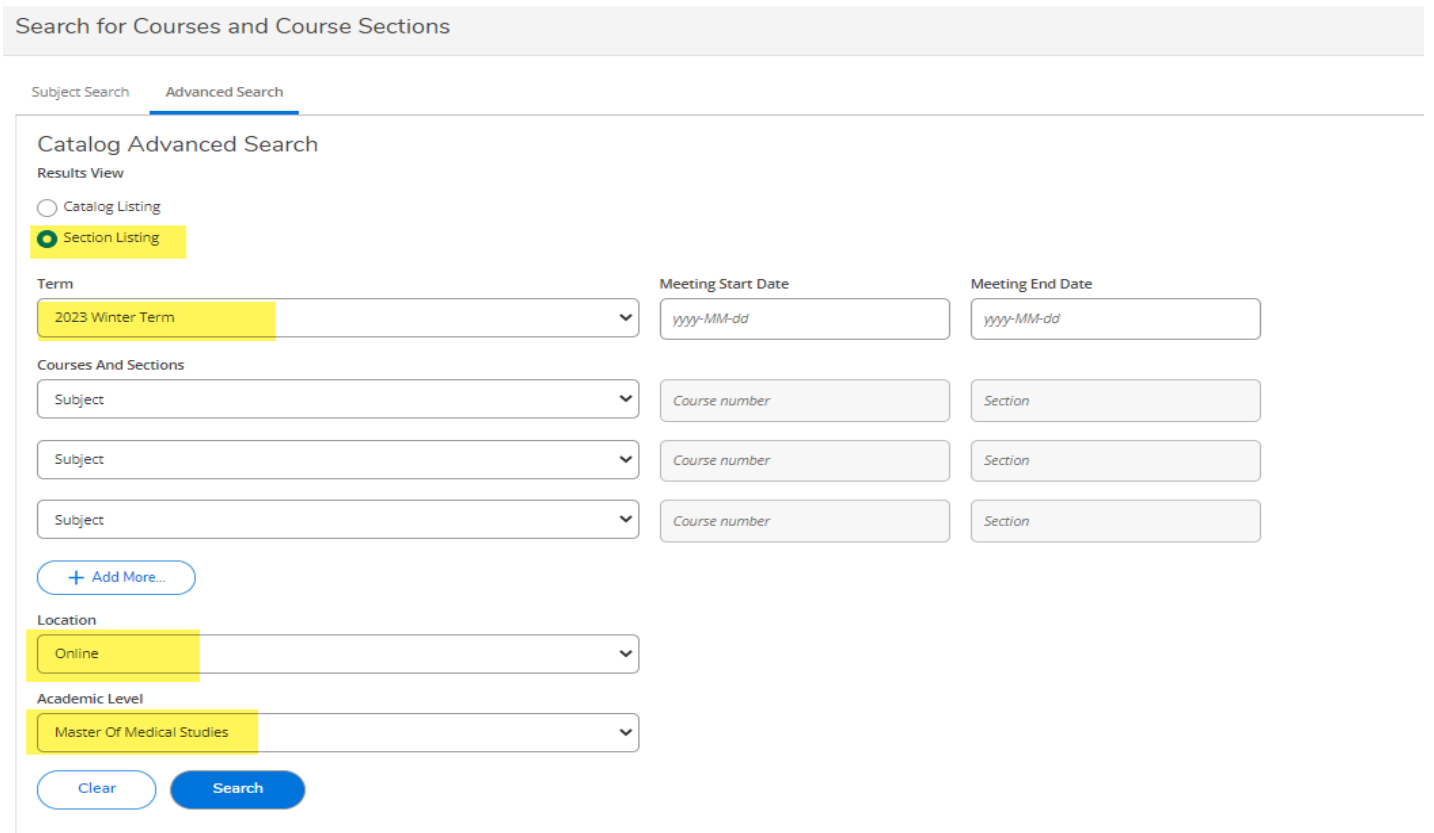 Search for Courses and Course Sections
Subject Search Advanced Search
Catalog Advanced Search
Results View
Catalog Listing
Section Listing
Term Meeting Start Date Meeting End Date
2023 Winter Term yyyy-MM-dd yyyy-MM-dd
Courses And Sections
Subject Course number Section
Subject Course number Section
Subject Course number Section
+ Add More...
Location
Online
Academic Level
Master Of Medical Studies
Clear Search